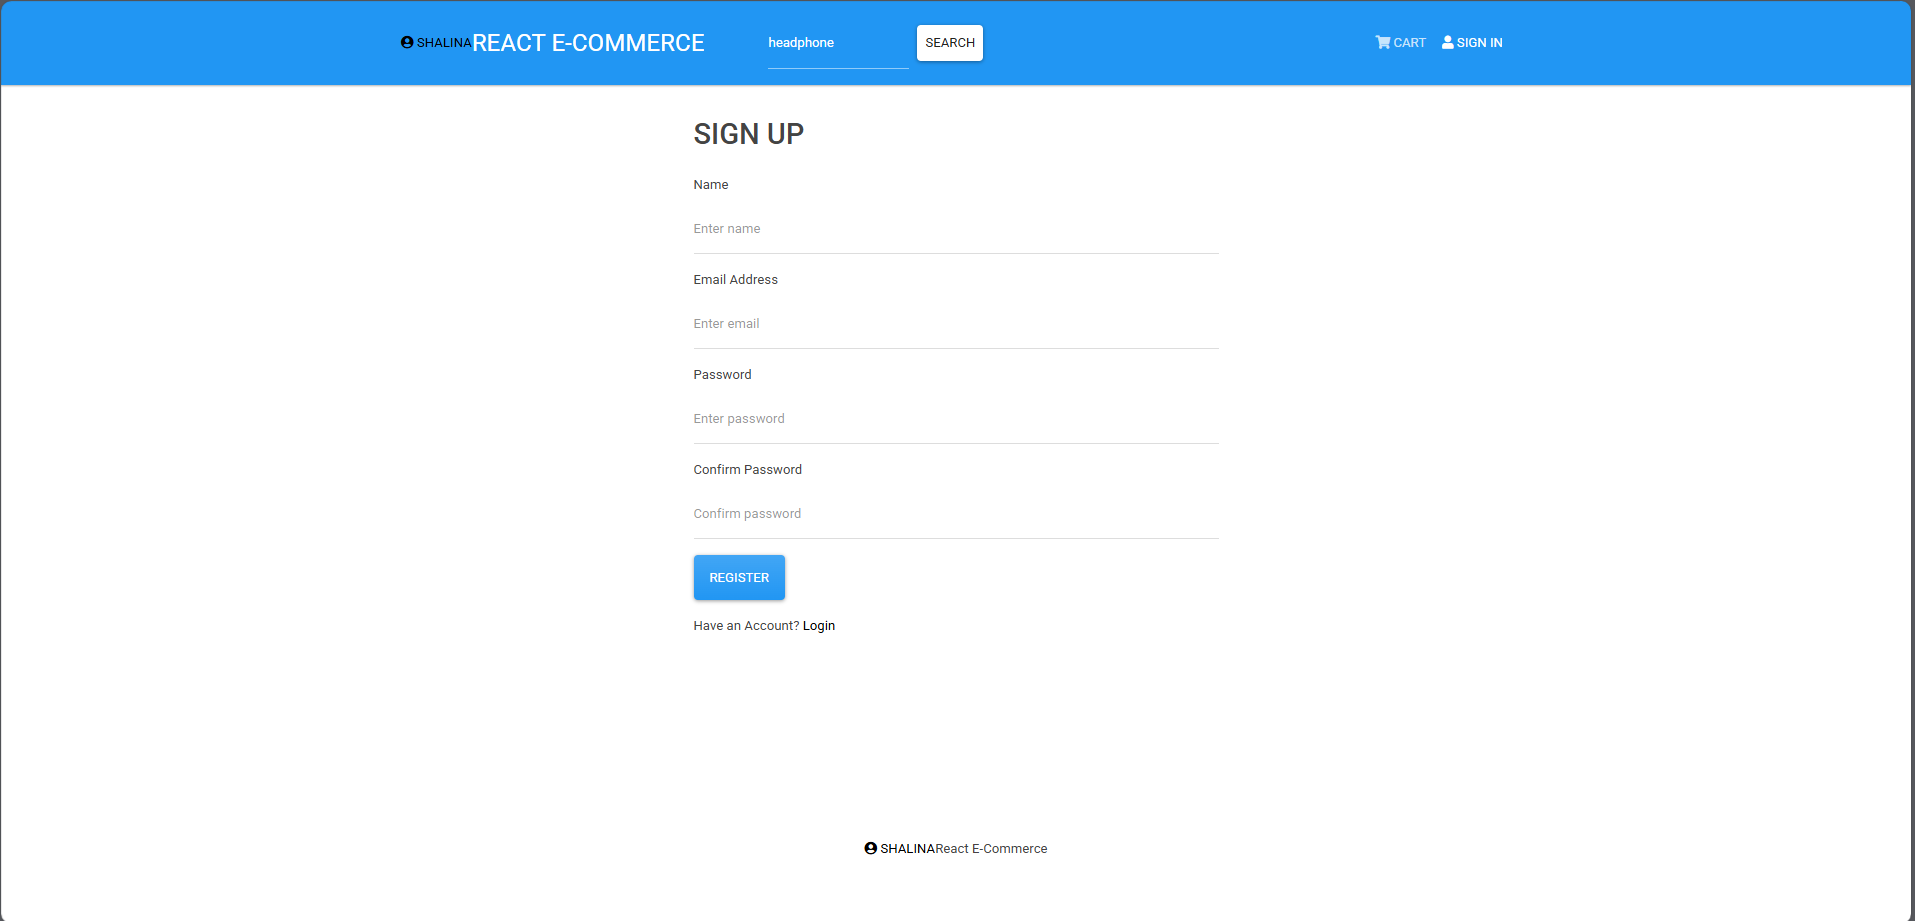 SHALINAREACT E-COMMERCE headphone SEARCH CART SIGN IN
SIGN UP
Name
Enter name
Email Address
Enter email
Password
Enter password
Confirm Password
Confirm password
REGISTER
Have an Account? Login
SHALINAReact E-Commerce